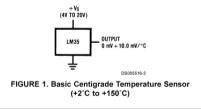 +VS
(4V TO 20V)
LM35
OUTPUT
0 mV + 10.0 mV/°C
DS005516-3
FIGURE 1. Basic Centigrade Temperature Sensor
(+2°C to +150°C)